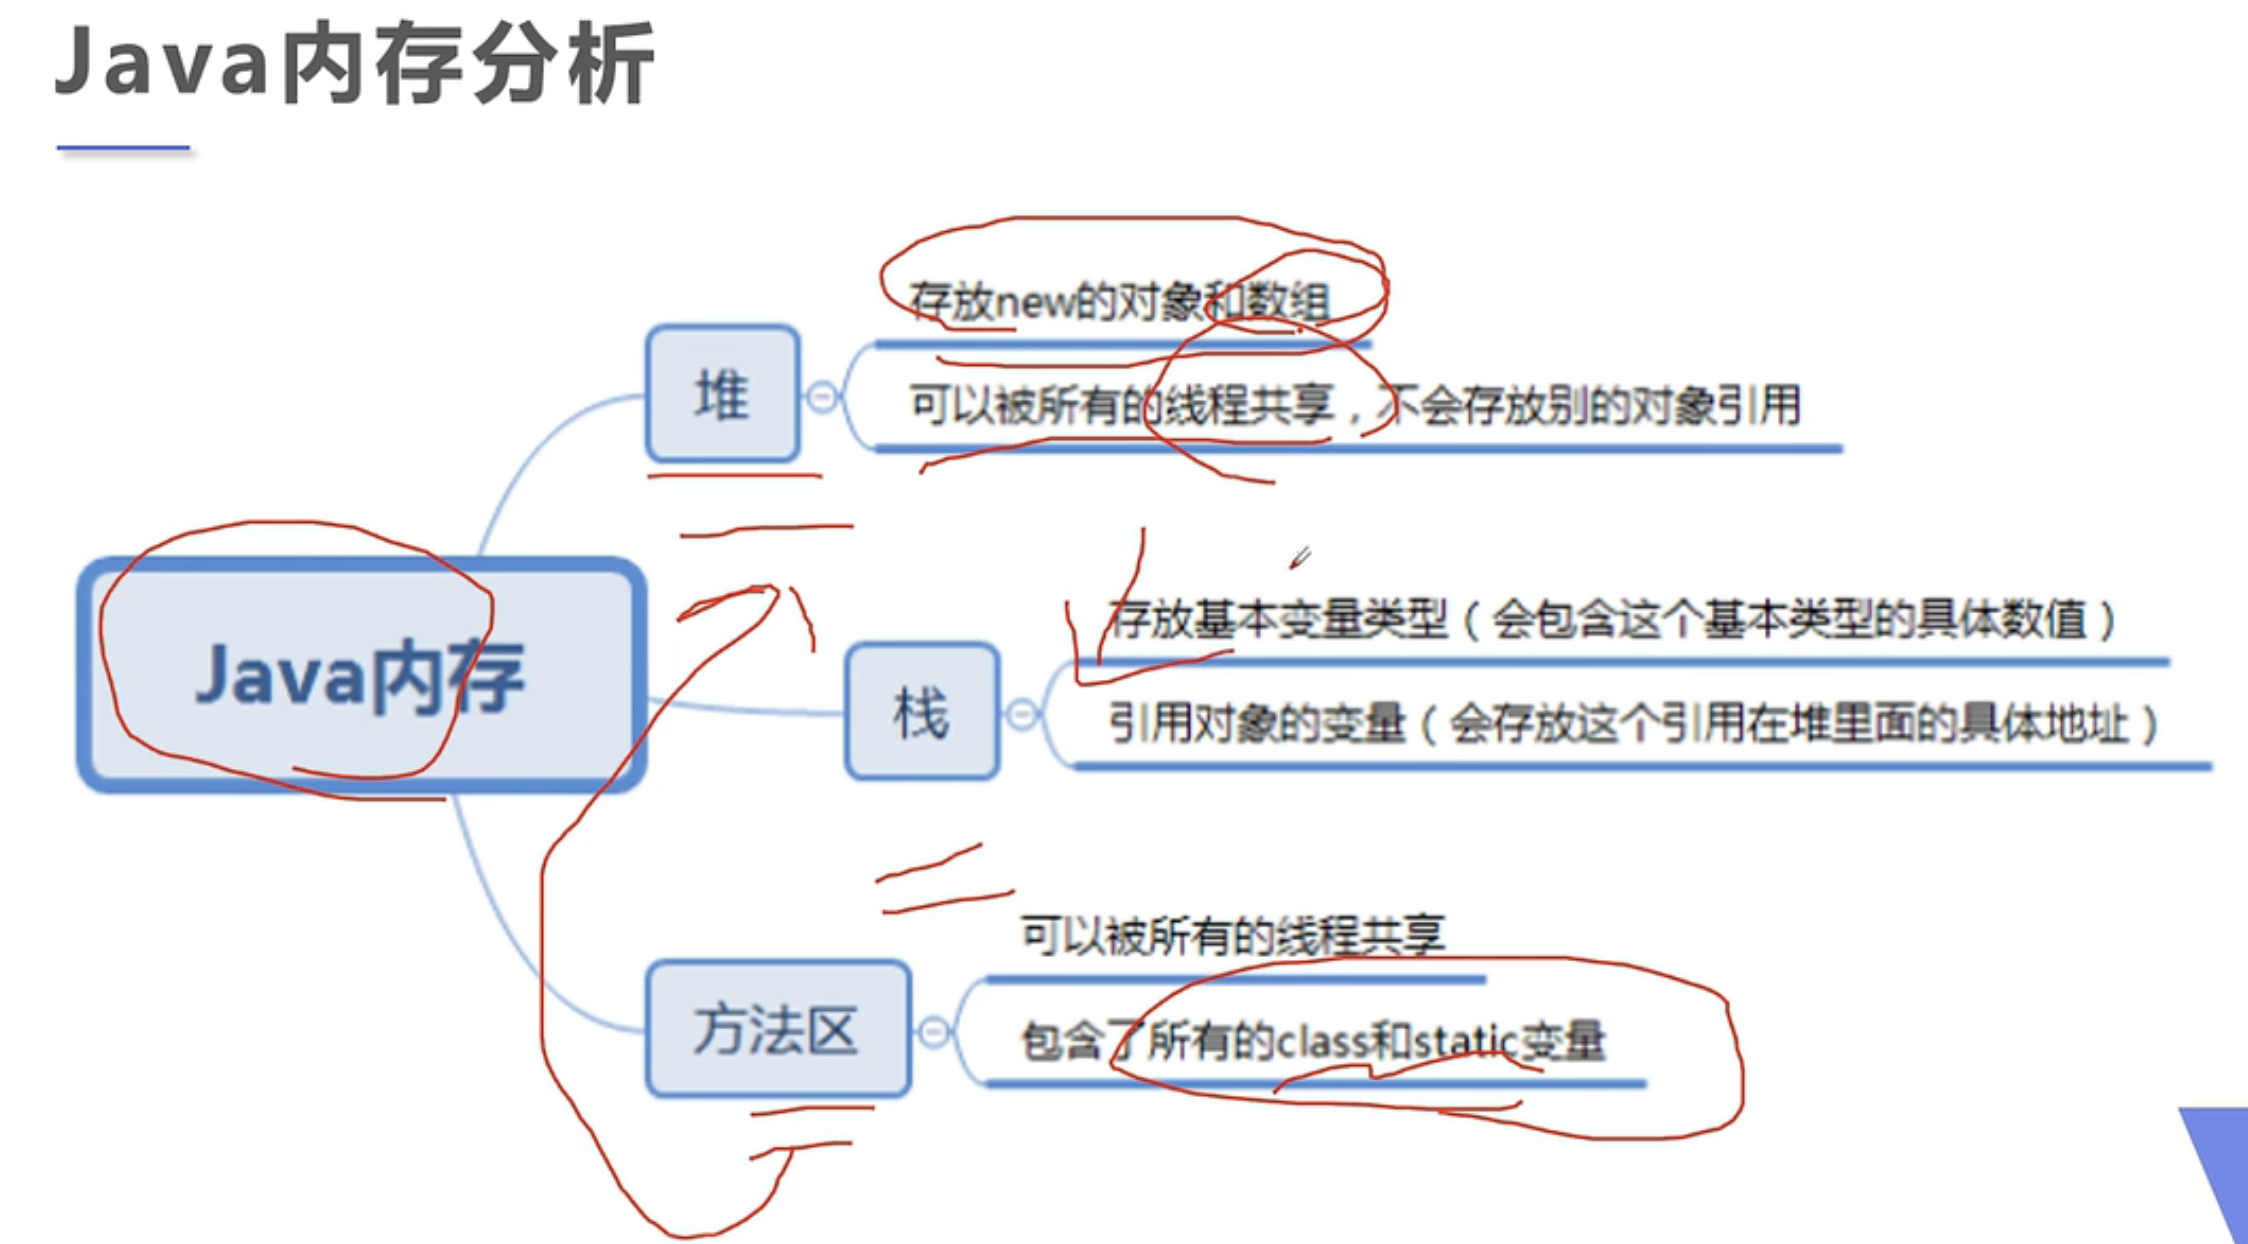 Java内存分析
存放new的对象和数组
堆
可以被所有的线程共享，不会存放别的对象引用
存放基本变量类型（会包含这个基本类型的具体数值）
Java内存
栈
引用对象的变量（会存放这个引用在堆里面的具体地址）
可以被所有的线程共享
方法区
包含了所有的class和static变量